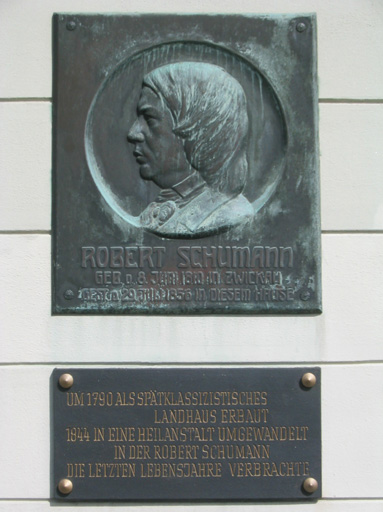 ROBERT SCHUMANN
GEB. D. 8. JUNI 1810 IN ZWICKAU
GEST. D. 29. JULI 1856 IN DIESEM HAUSE
UM 1790 ALS SPÄTKLASSIZISTISCHES
LANDHAUS ERBAUT
1844 IN EINE HEILANSTALT UMGEWANDELT
IN DER ROBERT SCHUMANN
DIE LETZTEN LEBENSJAHRE VERBRACHTE